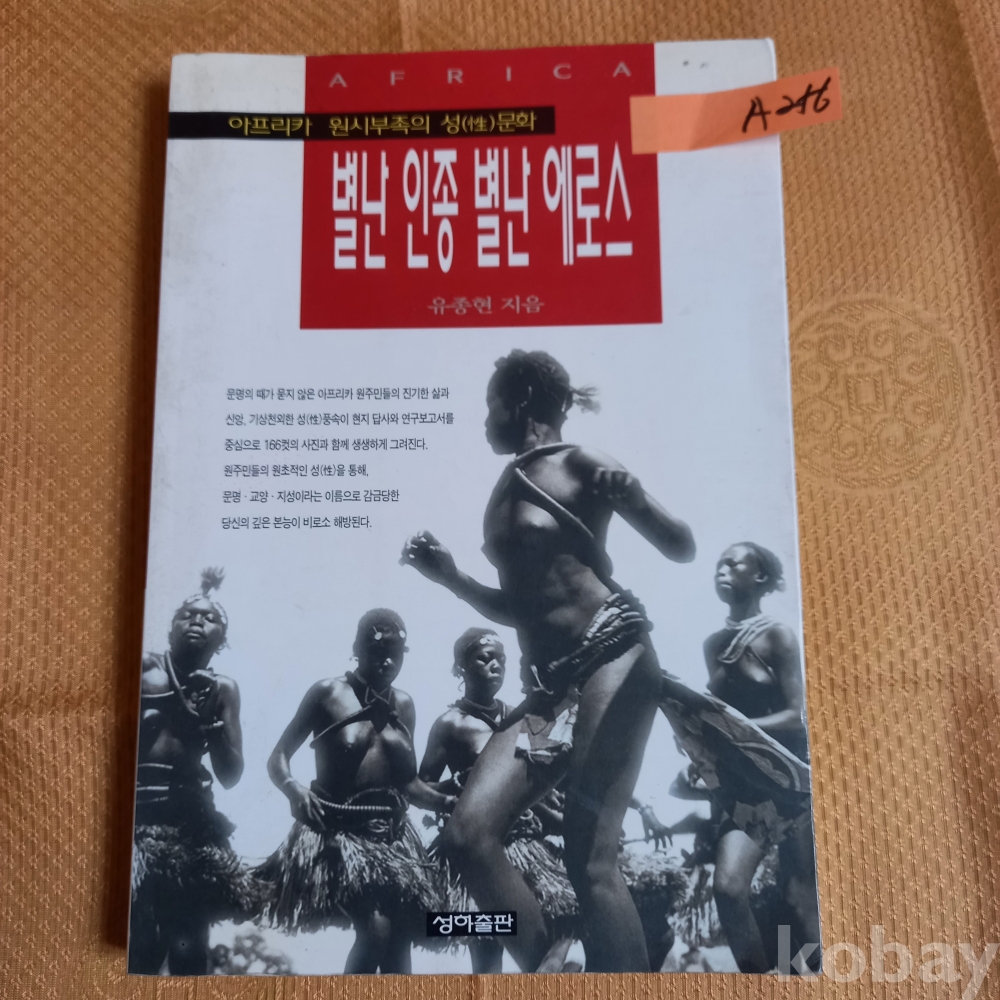 AFRICA
A246
아프리카 원시부족의 성(性)문화
별난 인종 별난 에로스
유종현 지음
문명의 때가 묻지 않은 아프리카 원주민들의 진기한 삶과
신앙, 기상천외한 성(性)풍속이 현지 답사와 연구보고서를
중심으로 166컷의 사진과 함께 생생하게 그려진다.
원주민들의 원초적인 성(性)을 통해,
문명·교양·지성이라는 이름으로 감금당한
당신의 깊은 본능이 비로소 해방된다.
성하출판
kobay